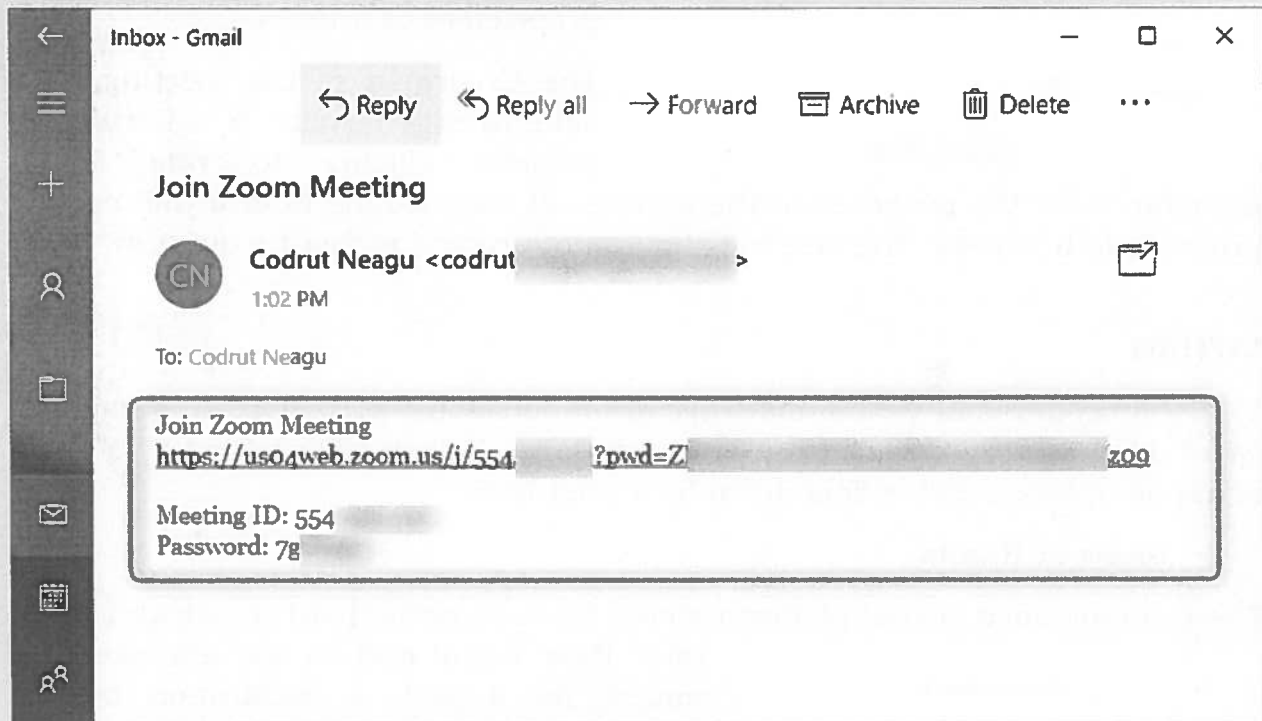 Inbox - Gmail
Reply Reply all Forward Archive Delete ...
Join Zoom Meeting
CN
Codrut Neagu <codrut >
1:02 PM
To: Codrut Neagu
Join Zoom Meeting
https://us04web.zoom.us/j/554. ?pwd=Z zo9
Meeting ID: 554
Password: 7g